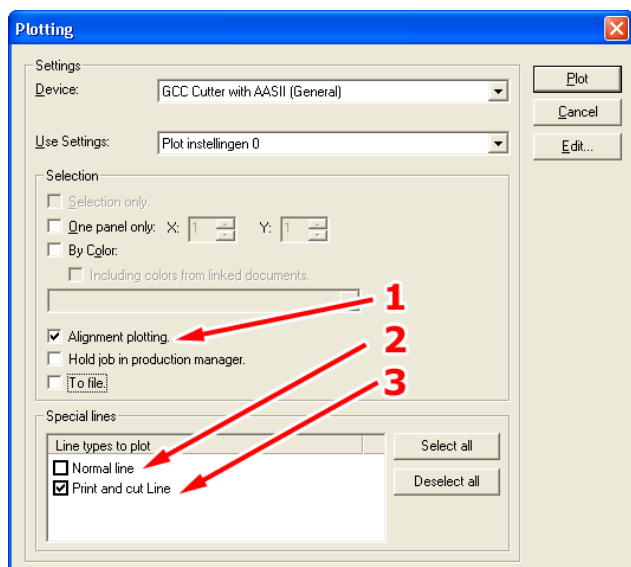 Plotting
Settings
Device: GCC Cutter with AASII (General)
Plot
Cancel
Use Settings: Plot instellingen 0
Edit...
Selection
Selection only.
One panel only: X: 1 Y: 1
By Color:
Including colors from linked documents.
1
Alignment plotting.
2
Hold job in production manager.
3
To file.
Special lines
Line types to plot
Select all
Normal line
Print and cut Line
Deselect all